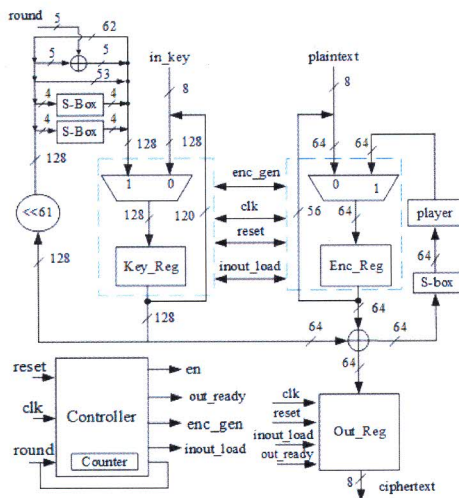 round
5
62
5
5
53
in_key
plaintext
8
8
4
S-Box
4
4
S-Box
4
128
128
128
64
64
64
1
0
enc_gen
0
1
<<61
128
120
clk
56
64
player
Key_Reg
reset
Enc_Reg
64
inout_load
S-box
128
128
64
64
64
64
reset
en
clk
Controller
out_ready
clk
round
enc_gen
reset
Out_Reg
Counter
inout_load
inout_load
out_ready
8
ciphertext